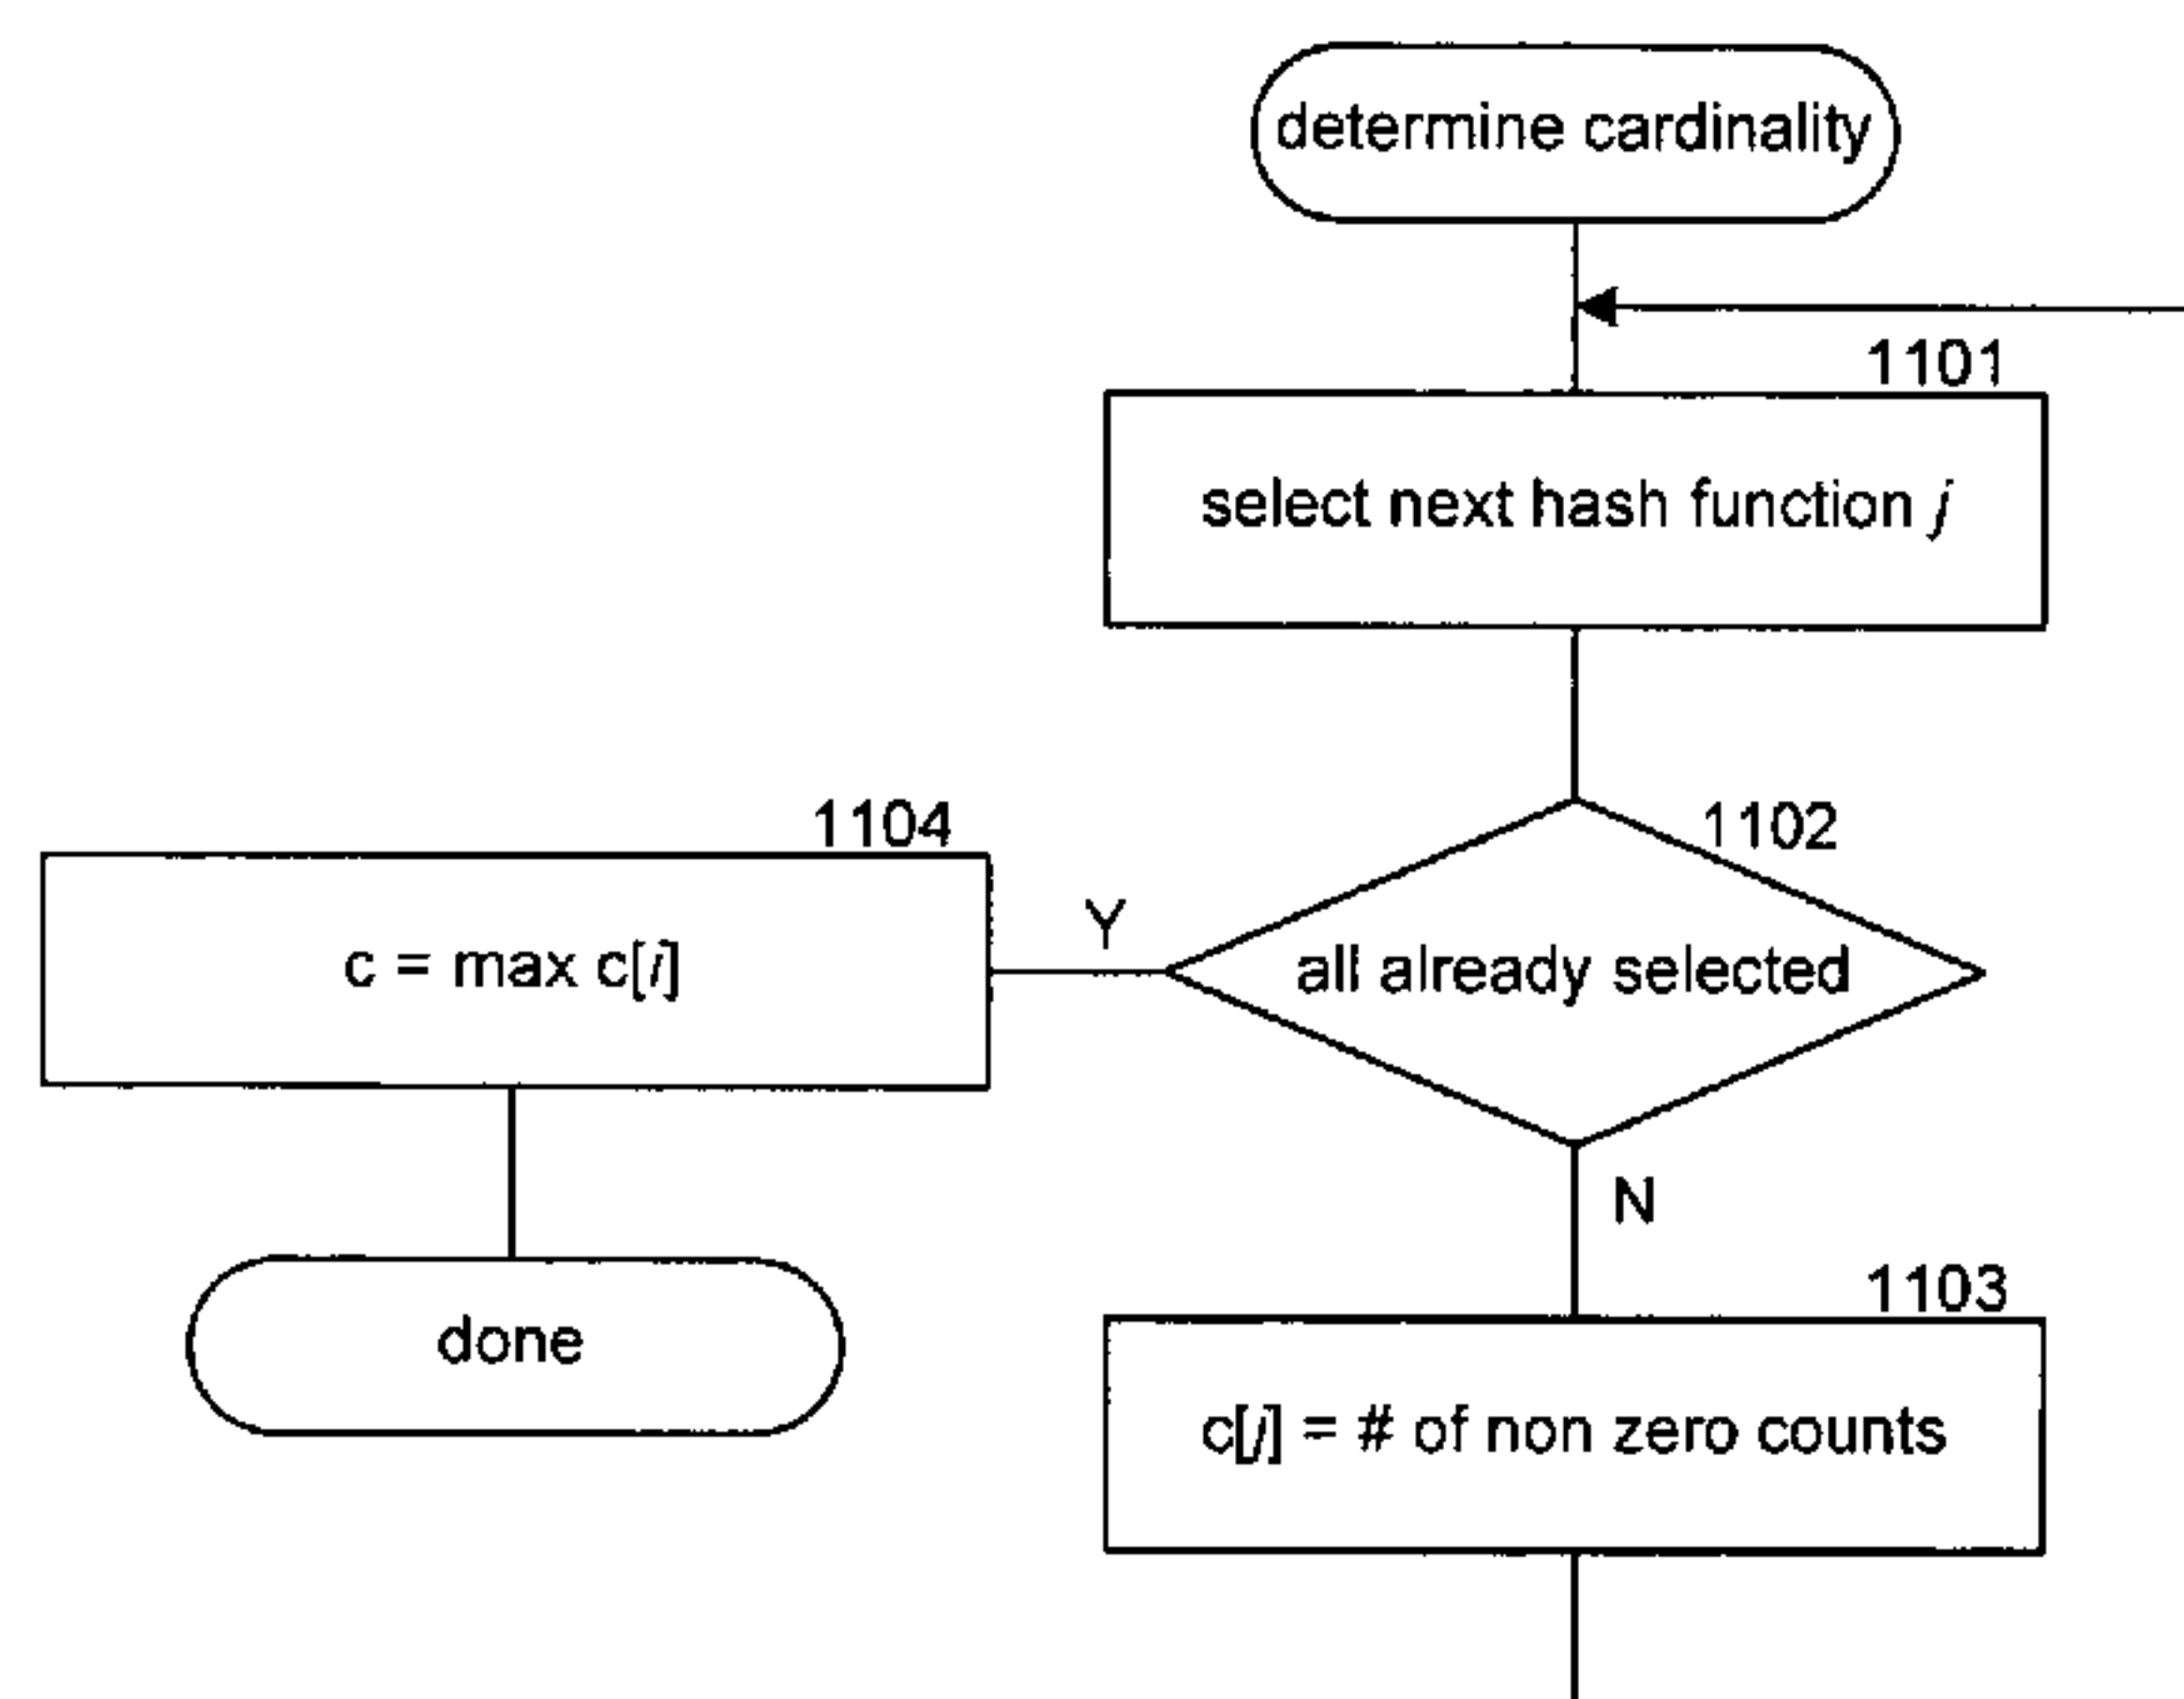 determine cardinality
1101
select next hash function j
1104
1102
Y
c = max c[i]
all already selected
N
1103
done
c[j] = # of non zero counts